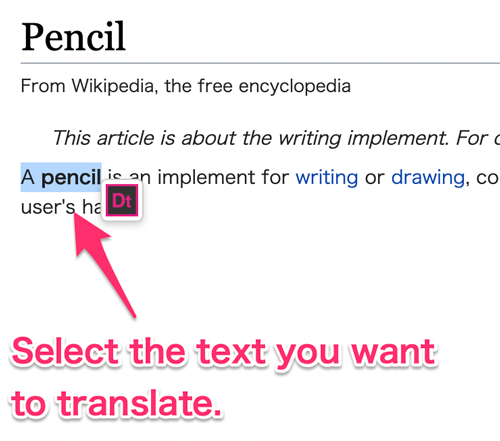 Pencil
From Wikipedia, the free encyclopedia
This article is about the writing implement. For
A pencil is an implement for writing or drawing, co
user's ha
Dt
Select the text you want
to translate.